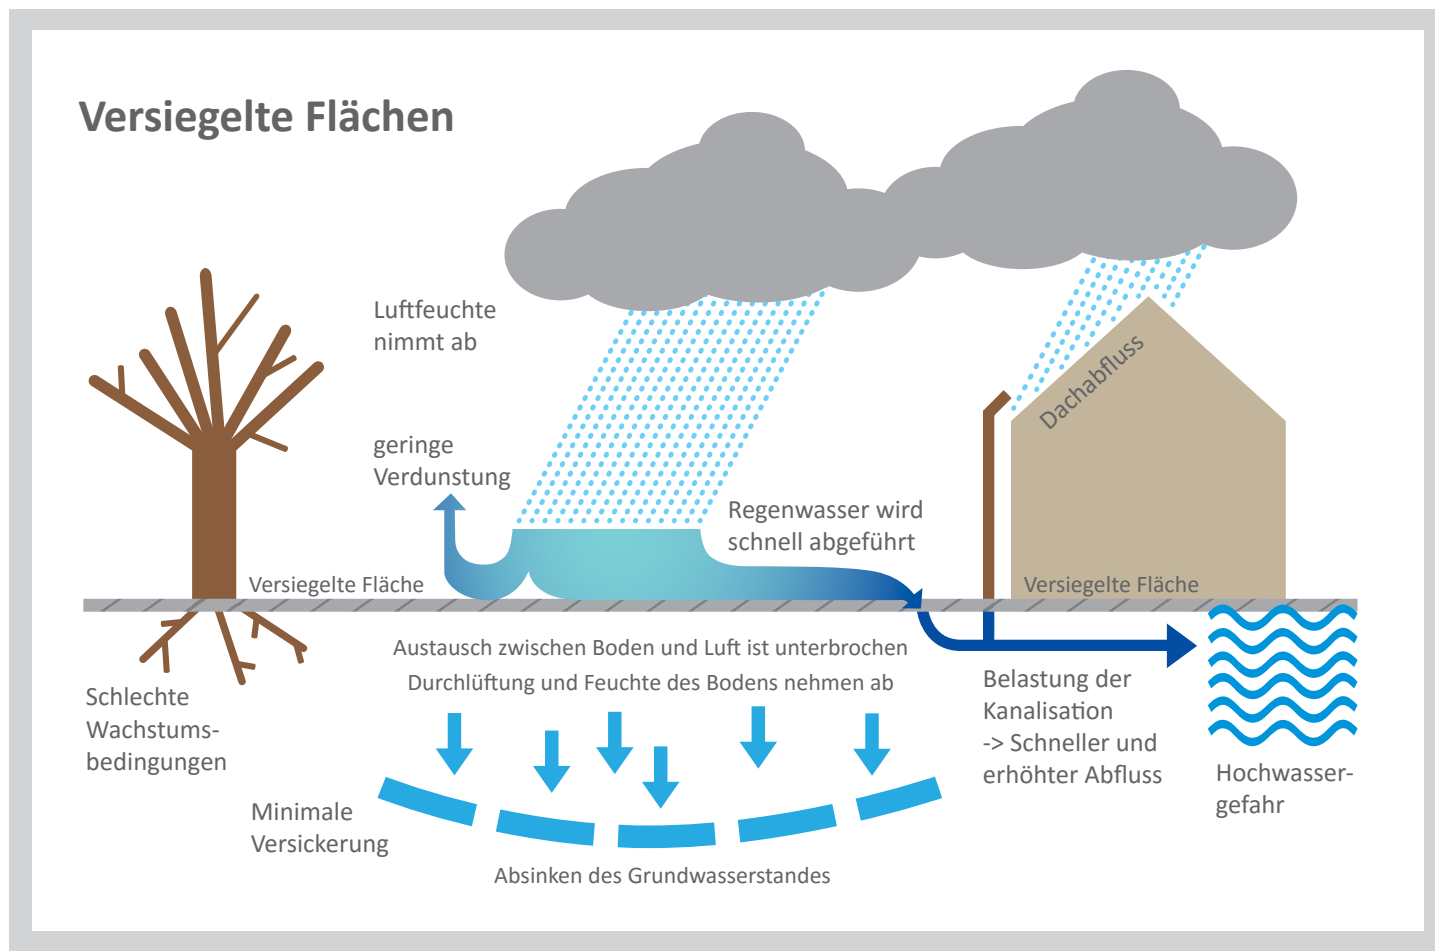 Versiegelte Flächen
Luftfeuchte
nimmt ab
geringe
Verdunstung
Dachabfluss
Regenwasser wird
schnell abgeführt
Versiegelte Fläche
Versiegelte Fläche
Austausch zwischen Boden und Luft ist unterbrochen
Durchlüftung und Feuchte des Bodens nehmen ab
Schlechte
Wachstums-
bedingungen
Belastung der
Kanalisation
-> Schneller und
erhöhter Abfluss
Hochwasser-
gefahr
Minimale
Versickerung
Absinken des Grundwasserstandes